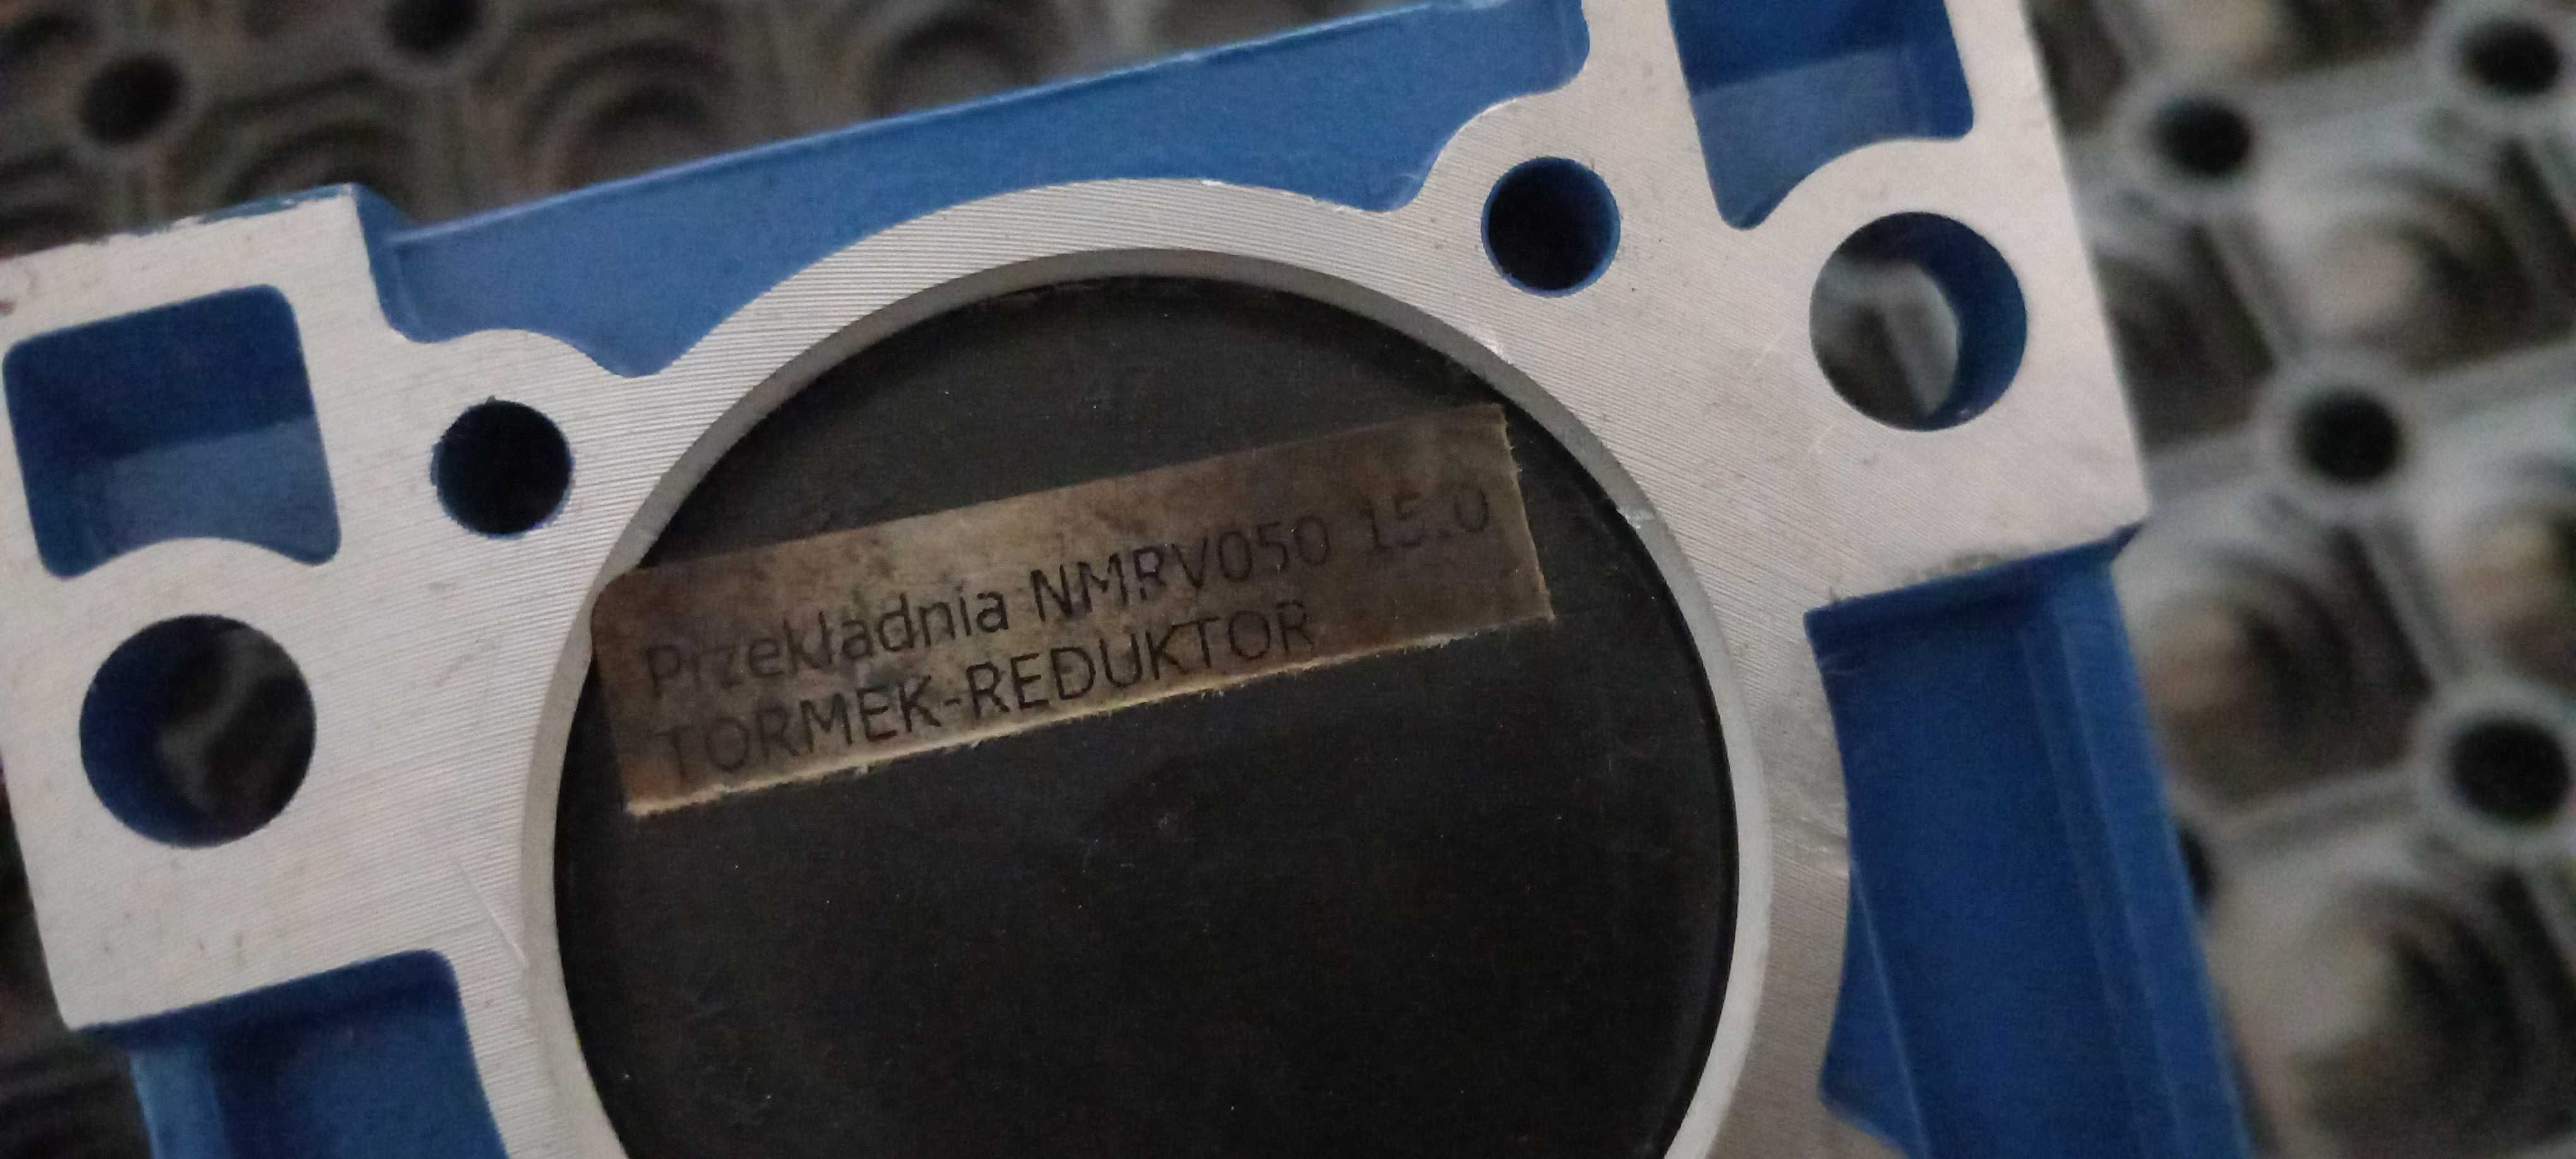 Przekładnia NMRV050 15.0
TORMEK-REDUKTOR